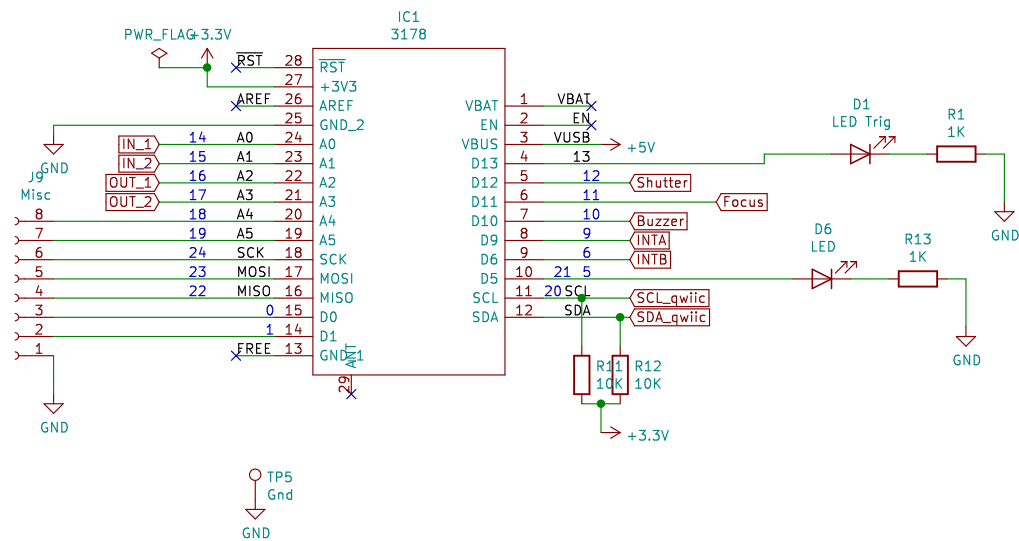 IC1
3178
PWR_FLAG +3.3V
RST 28 RST
27 +3V3
AREF 26 AREF
25 GND_2
GND
IN_1 14 A0 24 A0
IN_2 15 A1 23 A1
OUT_1 16 A2 22 A2
OUT_2 17 A3 21 A3
J9
Misc
8 18 A4 20 A4
7 19 A5 19 A5
6 24 SCK 18 SCK
5 23 MOSI 17 MOSI
4 22 MISO 16 MISO
3 0 15 D0
2 1 14 D1
1 FREE 13 GND_1
ANT
29
GND
VBAT 1 VBAT
EN 2 EN
VBUS 3 VUSB +5V
D13 4 13
D12 5 12 Shutter
D11 6 11 Focus
D10 7 10 Buzzer
D9 8 9 INTA
D6 9 6 INTB
D5 10 21 5
SCL 11 20 SCL SCL_qwiic
SDA 12 SDA SDA_qwiic
D1
LED Trig
R1
1K
GND
D6
LED
R13
1K
GND
R11
10K
R12
10K
+3.3V
TP5
Gnd
GND